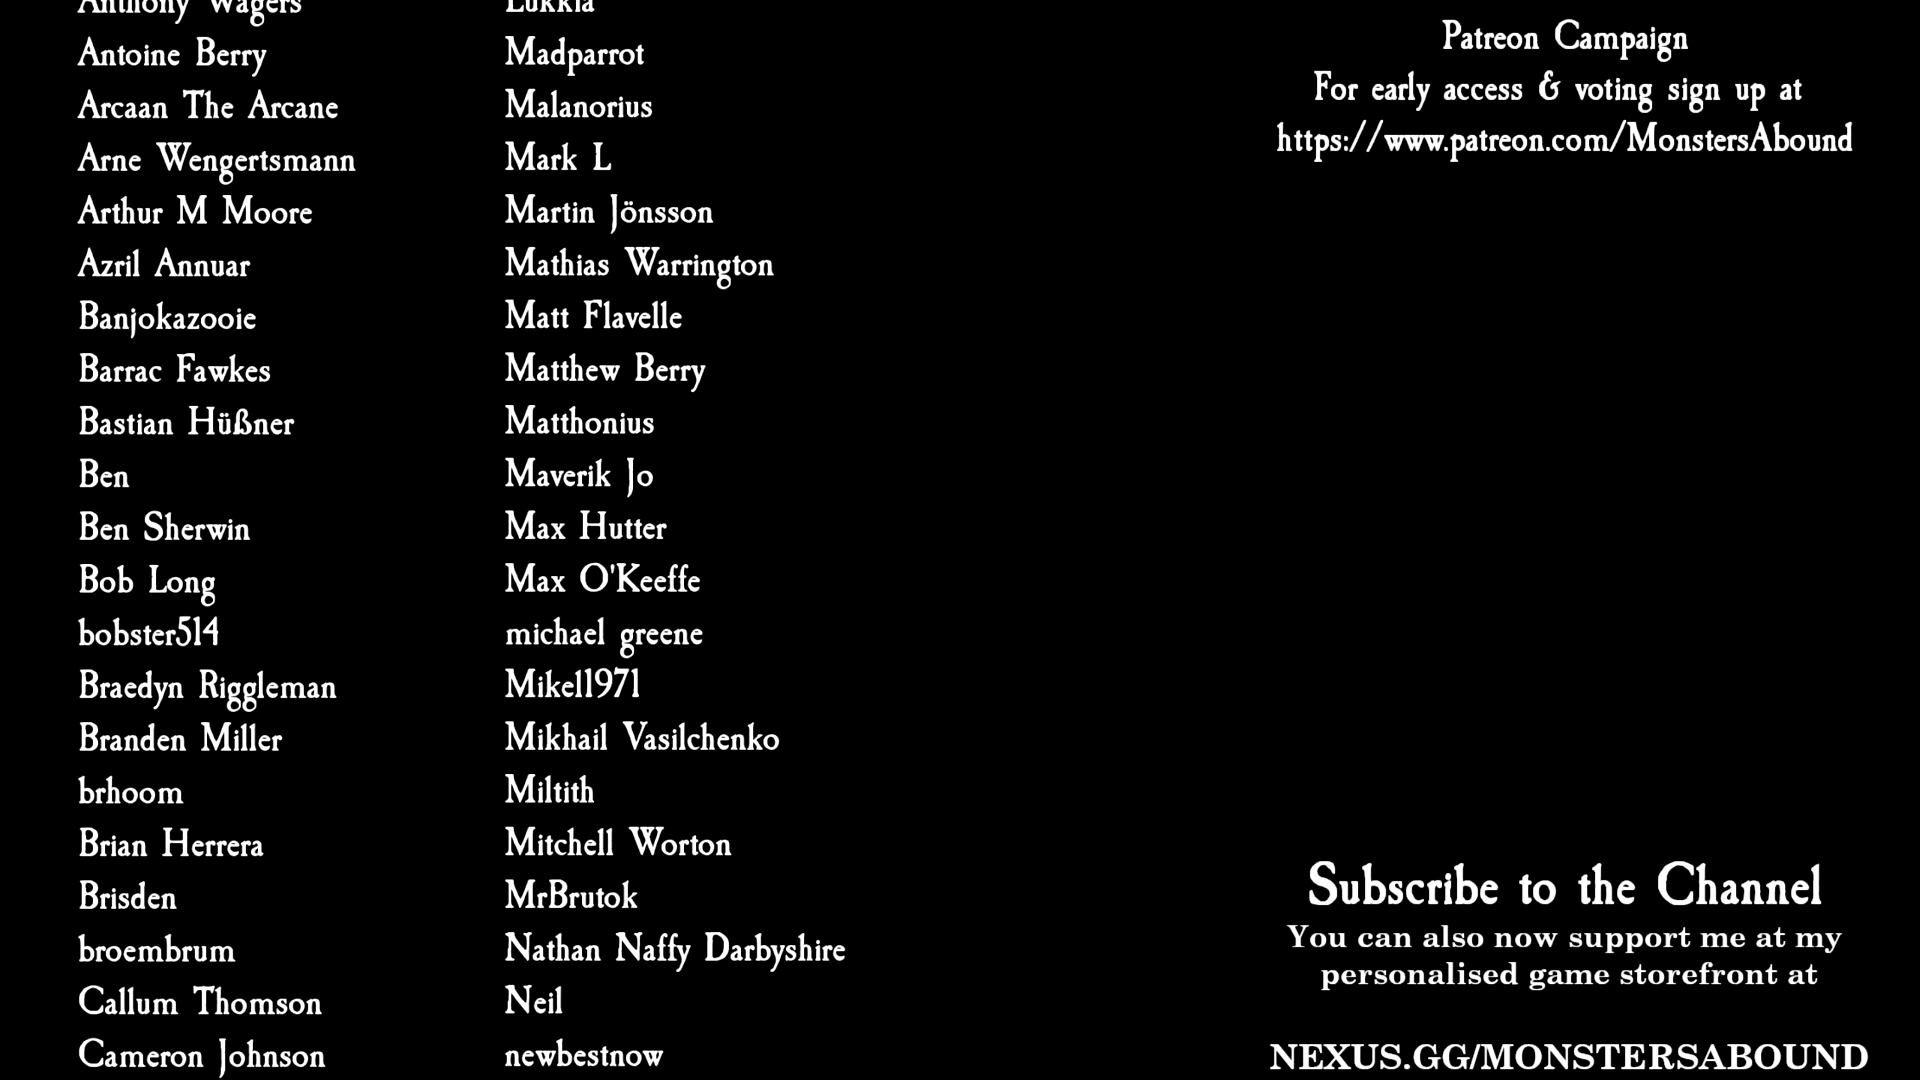 Anthony Wagers
Antoine Berry
Arcaan The Arcane
Arne Wengertsmann
Arthur M Moore
Azril Annuar
Banjokazooie
Barrac Fawkes
Bastian Hüßner
Ben
Ben Sherwin
Bob Long
bobster514
Braedyn Riggleman
Branden Miller
brhoom
Brian Herrera
Brisden
broembrum
Callum Thomson
Cameron Johnson
Lukkia
Madparrot
Malanorius
Mark L
Martin Jönsson
Mathias Warrington
Matt Flavelle
Matthew Berry
Matthonius
Maverik Jo
Max Hutter
Max O'Keeffe
michael greene
Mikel1971
Mikhail Vasilchenko
Miltith
Mitchell Worton
MrBrutok
Nathan Naffy Darbyshire
Neil
newbestnow
Patreon Campaign
For early access & voting sign up at
https://www.patreon.com/MonstersAbound
Subscribe to the Channel
You can also now support me at my
personalised game storefront at
NEXUS.GG/MONSTERSABOUND